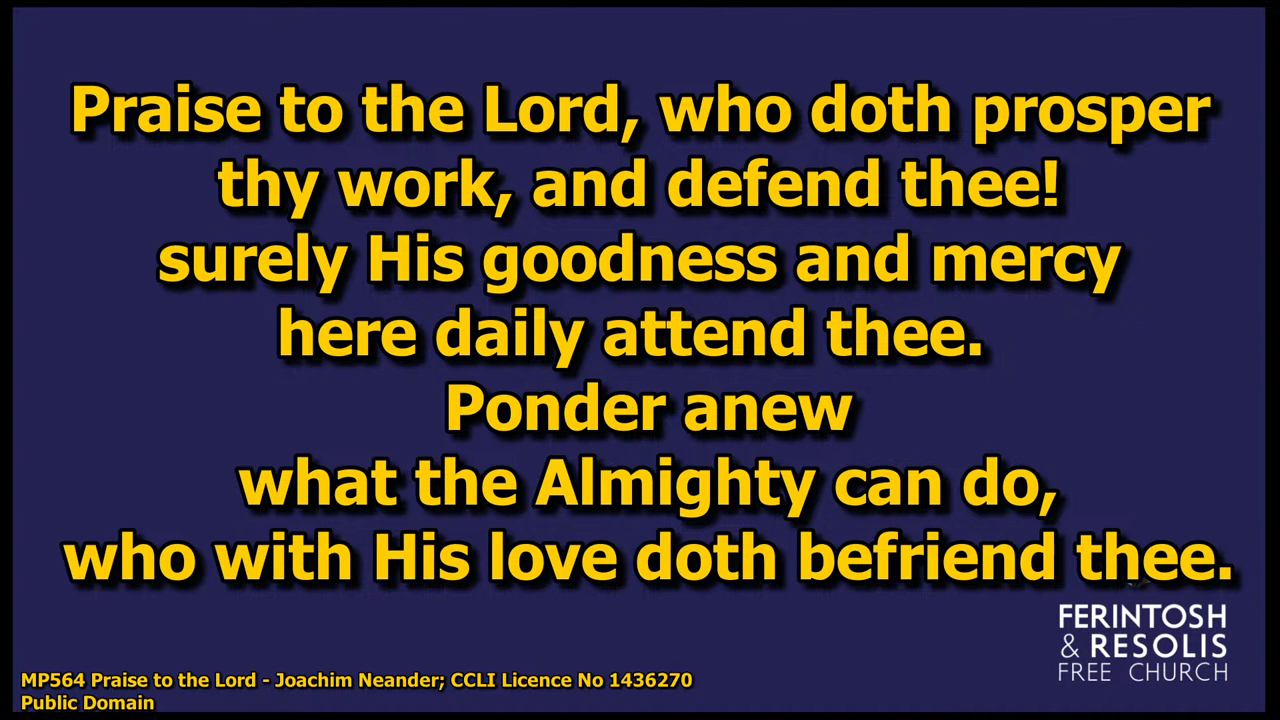 Praise to the Lord, who doth prosper
thy work, and defend thee!
surely His goodness and mercy
here daily attend thee.
Ponder anew
what the Almighty can do,
who with His love doth befriend thee.
FERINTOSH
& RESOLIS
FREE CHURCH
MP564 Praise to the Lord - Joachim Neander; CCLI Licence No 1436270
Public Domain